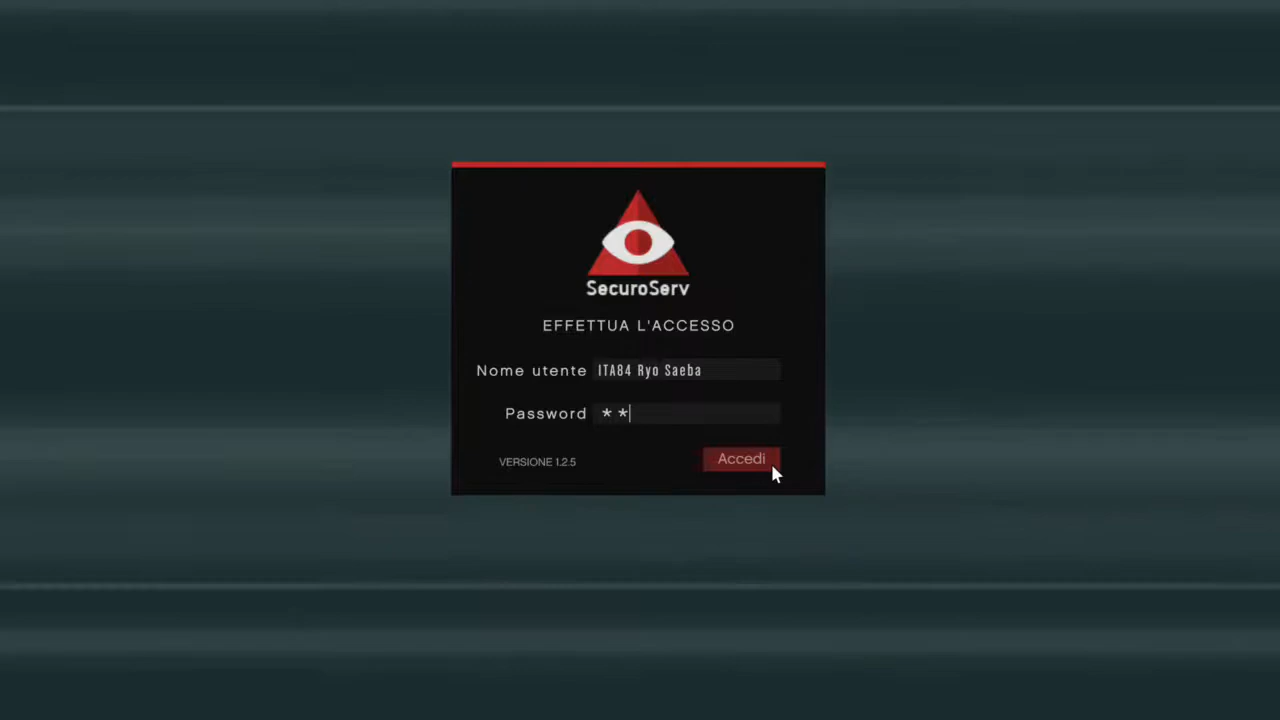 SecuroServ
EFFETTUA L'ACCESSO
Nome utente ITA84 Ryo Saeba
Password **
VERSIONE 1.2.5 Accedi